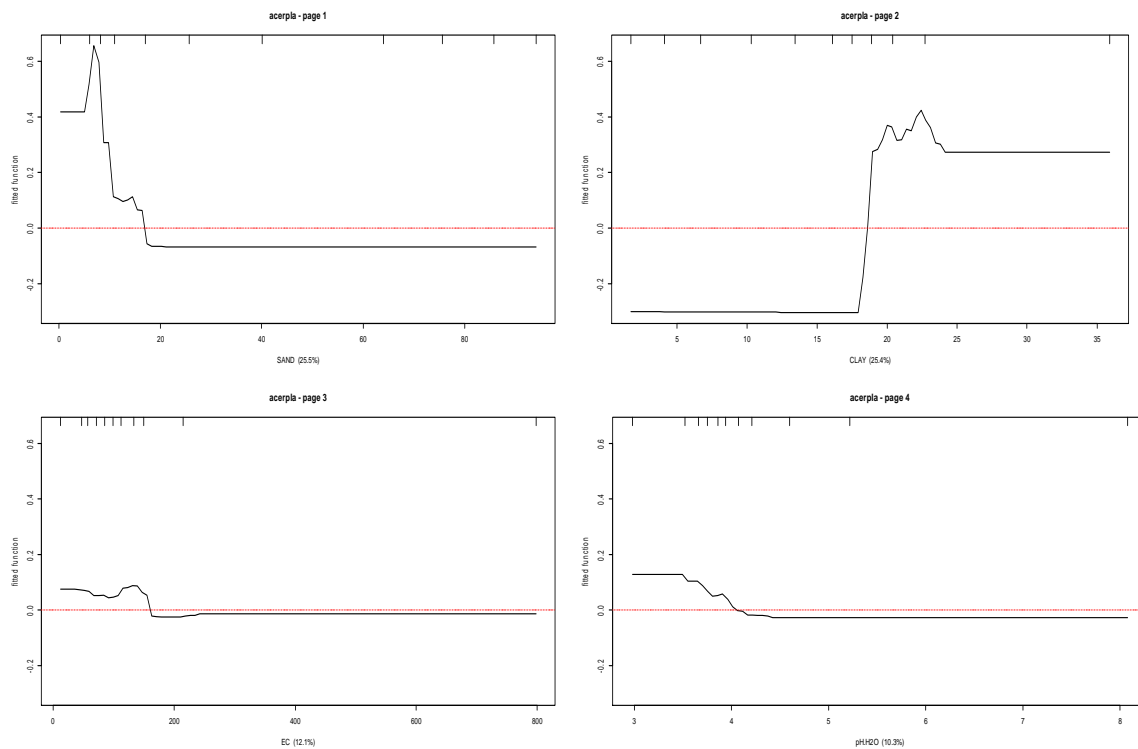 acerpla - page 1
0.6
0.4
0.2
0.0
-0.2
fitted function
0 20 40 60 80
SAND (25.5%)
acerpla - page 2
0.6
0.4
0.2
0.0
-0.2
fitted function
5 10 15 20 25 30 35
CLAY (25.4%)
acerpla - page 3
0.6
0.4
0.2
0.0
-0.2
fitted function
0 200 400 600 800
EC (12.1%)
acerpla - page 4
0.6
0.4
0.2
0.0
-0.2
fitted function
3 4 5 6 7 8
pH.H2O (10.3%)